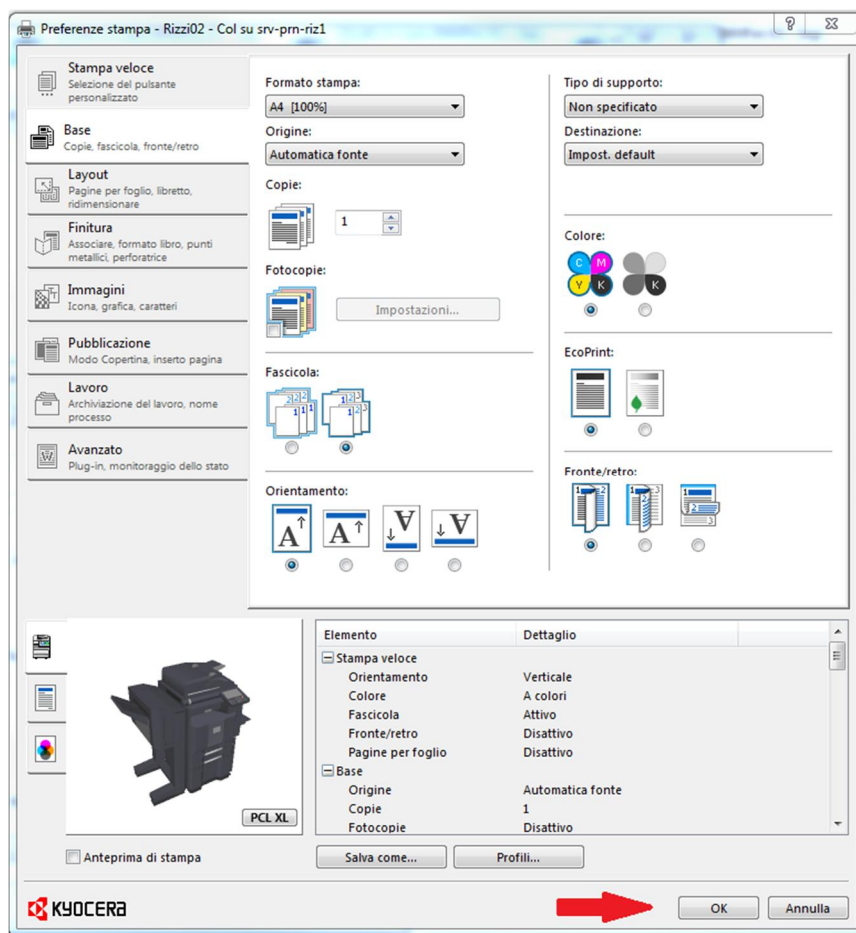 Preferenze stampa - Rizzi02 - Col su srv-prn-riz1
Stampa veloce
Selezione del pulsante
personalizzato
Base
Copie, fascicola, fronte/retro
Layout
Pagine per foglio, libretto,
ridimensionare
Finitura
Associare, formato libro, punti
metallici, perforatrice
Immagini
Icona, grafica, caratteri
Pubblicazione
Modo Copertina, inserto pagina
Lavoro
Archiviazione del lavoro, nome
processo
Avanzato
Plug-in, monitoraggio dello stato
Formato stampa:
A4 [100%]
Origine:
Automatica fonte
Copie:
1
Fotocopie:
Impostazioni...
Fascicola:
Orientamento:
Tipo di supporto:
Non specificato
Destinazione:
Impost. default
Colore:
C M
Y K K
EcoPrint:
Fronte/retro:
Elemento Dettaglio
Stampa veloce
Orientamento Verticale
Colore A colori
Fascicola Attivo
Fronte/retro Disattivo
Pagine per foglio Disattivo
Base
Origine Automatica fonte
Copie 1
Fotocopie Disattivo
PCL XL
Anteprima di stampa
Salva come... Profili...
KYOCERA
OK Annulla